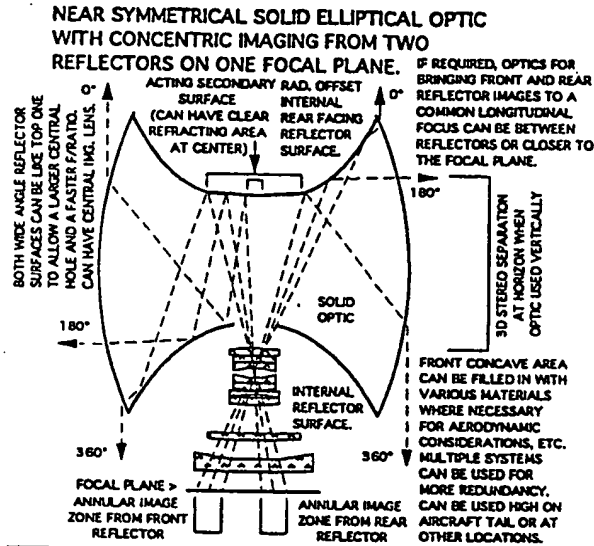 NEAR SYMMETRICAL SOLID ELLIPTICAL OPTIC
WITH CONCENTRIC IMAGING FROM TWO
REFLECTORS ON ONE FOCAL PLANE.
IF REQUIRED, OPTICS FOR
BRINGING FRONT AND REAR
REFLECTOR IMAGES TO A
COMMON LONGITUDINAL
FOCUS CAN BE BETWEEN
REFLECTORS OR CLOSER TO
THE FOCAL PLANE.
0°
ACTING SECONDARY
SURFACE
(CAN HAVE CLEAR
REFRACTING AREA
AT CENTER)
RAD. OFFSET
INTERNAL
REAR FACING
REFLECTOR
SURFACE.
0°
BOTH WIDE ANGLE REFLECTOR
SURFACES CAN BE LIKE TOP ONE
TO ALLOW A LARGER CENTRAL
HOLE AND A FASTER F/RATIO.
CAN HAVE CENTRAL IMG. LENS.
180°
3D STEREO SEPARATION
AT HORIZON WHEN
OPTIC USED VERTICALLY
SOLID
OPTIC
180°
INTERNAL
REFLECTOR
SURFACE.
FRONT CONCAVE AREA
CAN BE FILLED IN WITH
VARIOUS MATERIALS
WHERE NECESSARY
FOR AERODYNAMIC
CONSIDERATIONS, ETC.
MULTIPLE SYSTEMS
CAN BE USED FOR
MORE REDUNDANCY.
CAN BE USED HIGH ON
AIRCRAFT TAIL OR AT
OTHER LOCATIONS.
360°
360°
FOCAL PLANE >
ANNULAR IMAGE
ZONE FROM FRONT
REFLECTOR
ANNULAR IMAGE
ZONE FROM REAR
REFLECTOR